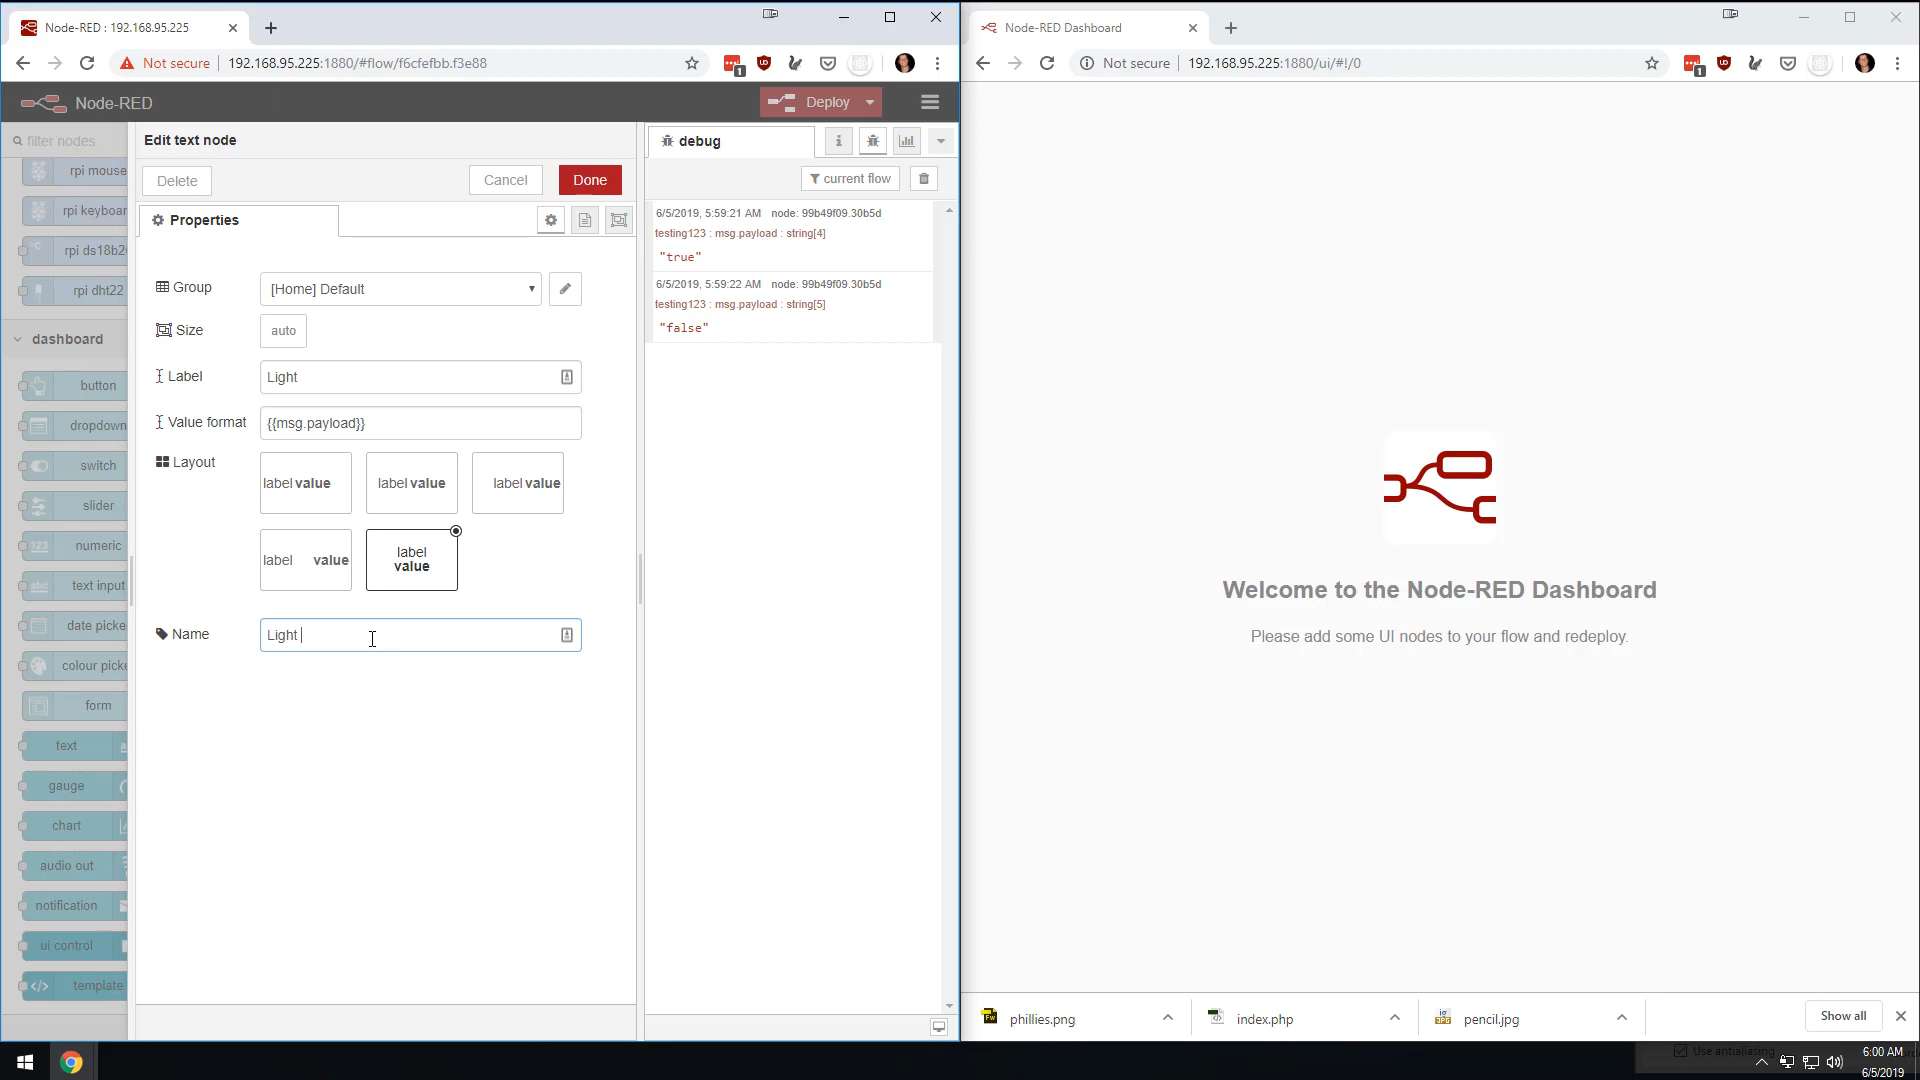 Node-RED : 192.168.95.225
Not secure
192.168.95.225:1880/#flow/f6cfefbb.f3e88
1
Node-RED
Deploy
filter nodes
rpi mouse
rpi keyboar
rpi ds18b2
rpi dht22
dashboard
button
dropdown
switch
slider
numeric
text input
date picke
colour picke
form
text
gauge
chart
audio out
notification
ui control
template
Edit text node
Delete
Cancel
Done
Properties
Group
[Home] Default
Size
auto
Label
Light
Value format
{{msg.payload}}
Layout
label value
label value
label value
label value
label
value
Name
Light
debug
current flow
6/5/2019, 5:59:21 AM node: 99b49f09.30b5d
testing123 : msg.payload : string[4]
"true"
6/5/2019, 5:59:22 AM node: 99b49f09.30b5d
testing123 : msg.payload : string[5]
"false"
Node-RED Dashboard
Not secure
192.168.95.225:1880/ui/#!/0
1
Welcome to the Node-RED Dashboard
Please add some UI nodes to your flow and redeploy.
phillies.png
index.php
pencil.jpg
Show all
Use antialiasing
6:00 AM
6/5/2019